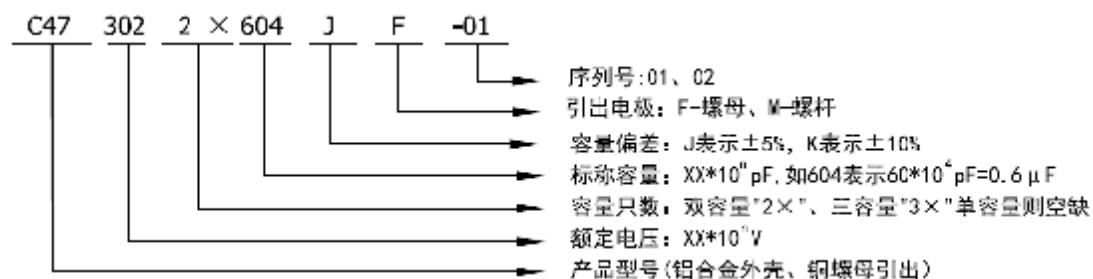 C47 302 2×604 J F -01
序列号:01、02
引出电极：F-螺母、M-螺杆
容量偏差：J表示±5%, K表示±10%
标称容量：XX*10ⁿpF,如604表示60*10⁴pF=0.6μF
容量只数：双容量"2×"、三容量"3×"单容量则空缺
额定电压：XX*10ⁿV
产品型号(铝合金外壳、铜螺母引出)